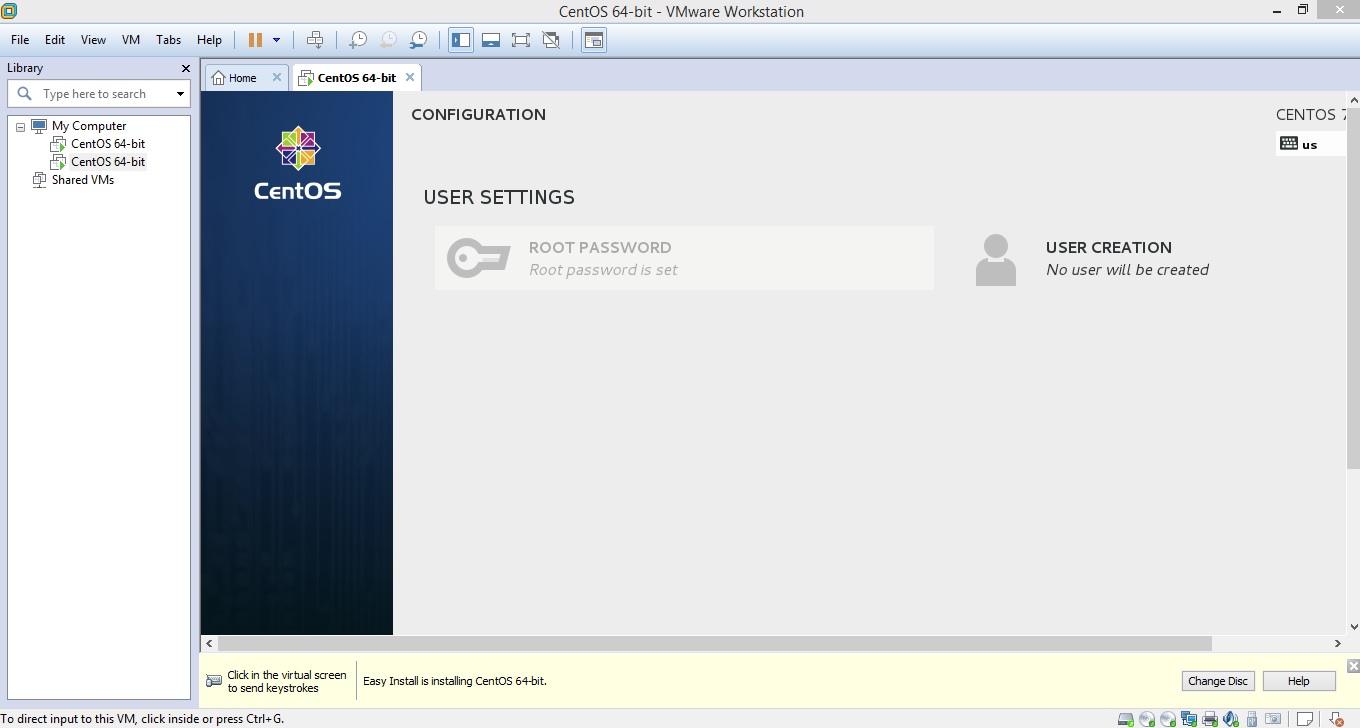 CentOS 64-bit - VMware Workstation
File Edit View VM Tabs Help
Library
Home
CentOS 64-bit
Type here to search
My Computer
CentOS 64-bit
CentOS 64-bit
Shared VMs
CentOS
CONFIGURATION
CENTOS 7
us
USER SETTINGS
ROOT PASSWORD
Root password is set
USER CREATION
No user will be created
Click in the virtual screen
to send keystrokes
Easy Install is installing CentOS 64-bit.
Change Disc
Help
To direct input to this VM, click inside or press Ctrl+G.